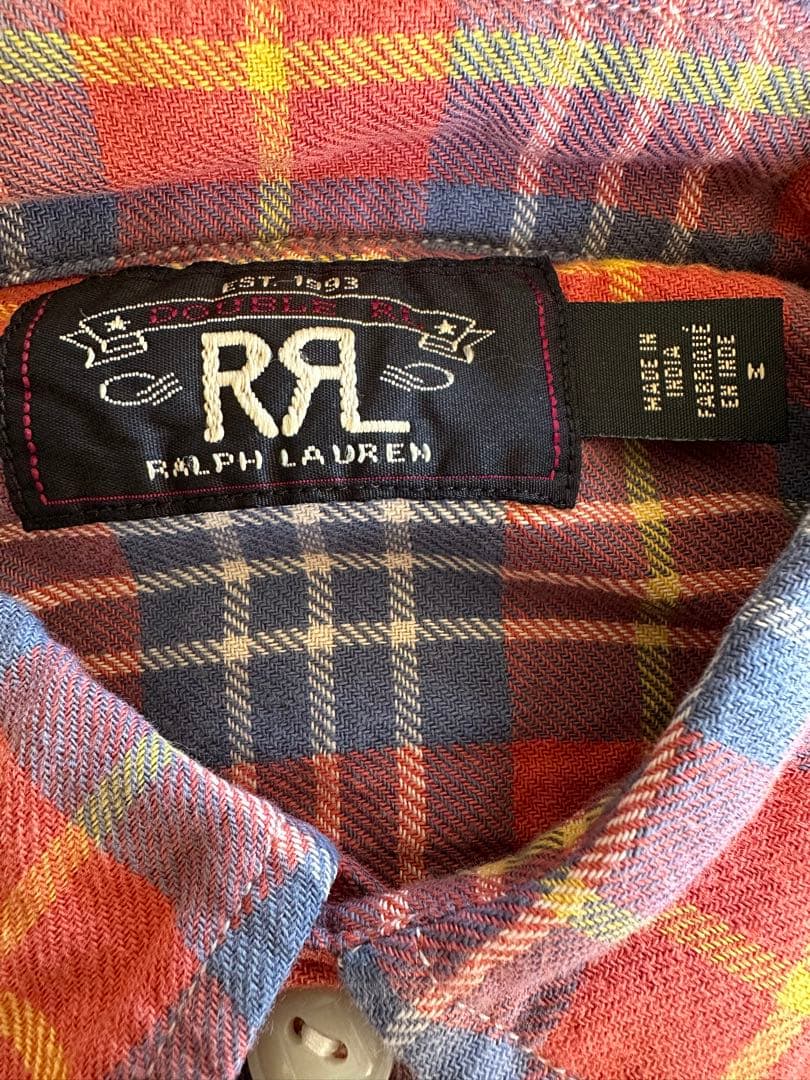 EST. 1993
DOUBLE RL
RRL
RALPH LAUREN
MADE IN
INDIA
FABRIQUÉ
EN INDE
M